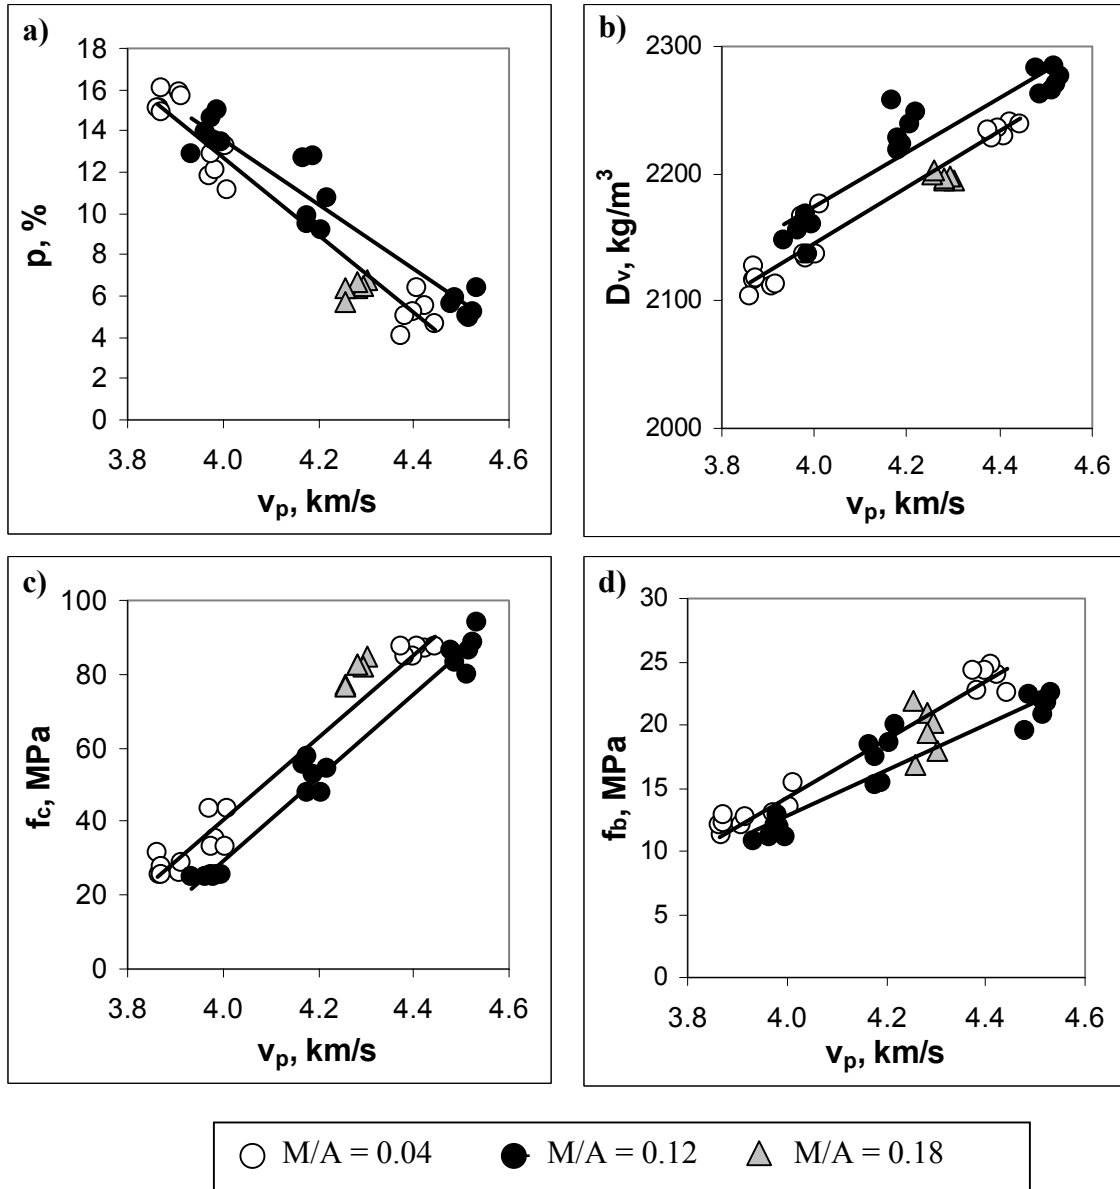 a)
18
16
14
12
10
8
6
4
2
0
p, %
3.8 4.0 4.2 4.4 4.6
vp, km/s
b)
2300
2200
2100
2000
Dv, kg/m³
3.8 4.0 4.2 4.4 4.6
vp, km/s
c)
100
80
60
40
20
0
fc, MPa
3.8 4.0 4.2 4.4 4.6
vp, km/s
d)
30
25
20
15
10
5
0
fb, MPa
3.8 4.0 4.2 4.4 4.6
vp, km/s
M/A = 0.04 M/A = 0.12 M/A = 0.18